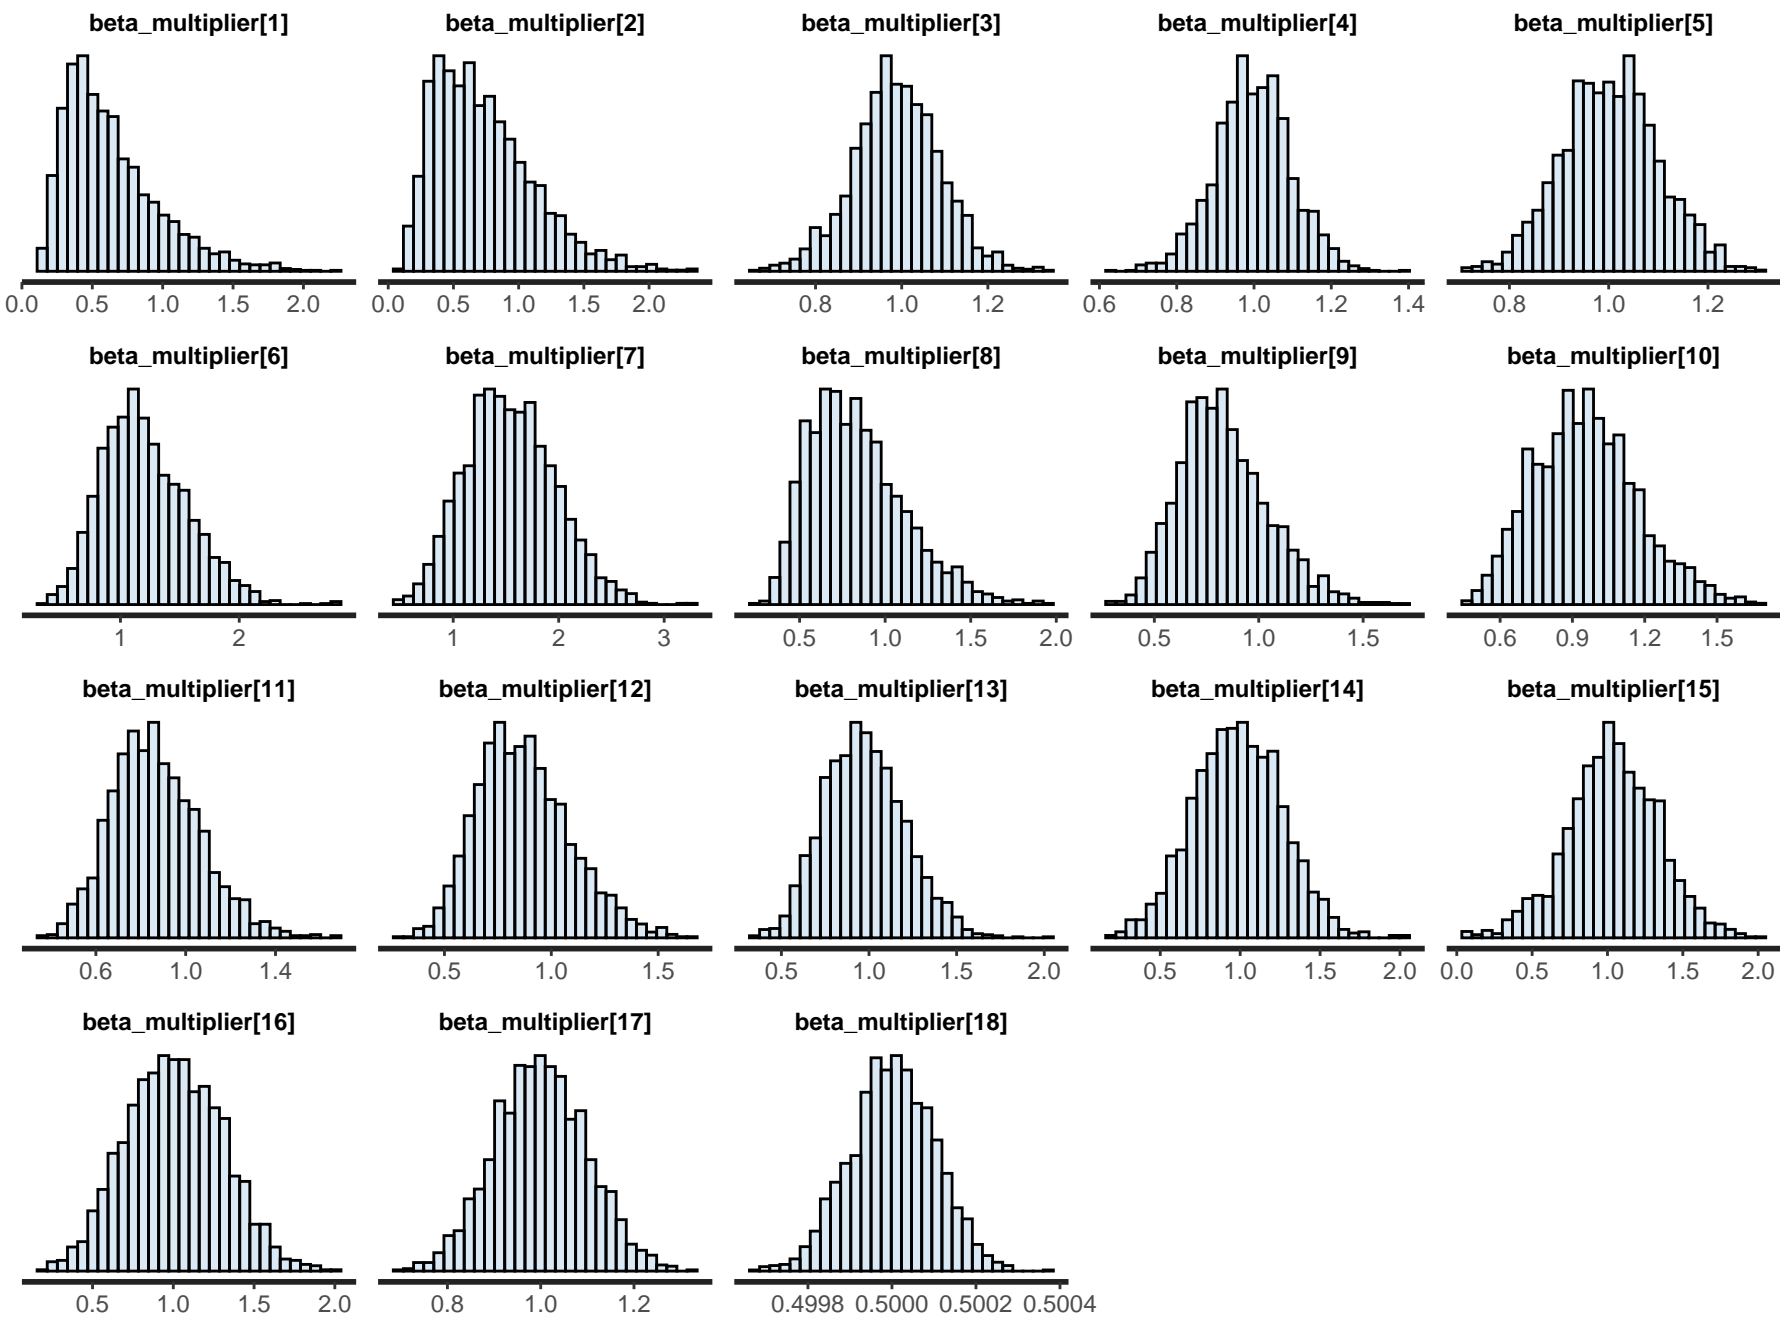 beta_multiplier[1] beta_multiplier[2] beta_multiplier[3] beta_multiplier[4] beta_multiplier[5]
0.0 0.5 1.0 1.5 2.0 0.0 0.5 1.0 1.5 2.0 0.8 1.0 1.2 0.6 0.8 1.0 1.2 1.4 0.8 1.0 1.2
beta_multiplier[6] beta_multiplier[7] beta_multiplier[8] beta_multiplier[9] beta_multiplier[10]
1 2 1 2 3 0.5 1.0 1.5 2.0 0.5 1.0 1.5 0.6 0.9 1.2 1.5
beta_multiplier[11] beta_multiplier[12] beta_multiplier[13] beta_multiplier[14] beta_multiplier[15]
0.6 1.0 1.4 0.5 1.0 1.5 0.5 1.0 1.5 2.0 0.5 1.0 1.5 2.0 0.0 0.5 1.0 1.5 2.0
beta_multiplier[16] beta_multiplier[17] beta_multiplier[18]
0.5 1.0 1.5 2.0 0.8 1.0 1.2 0.4998 0.5000 0.5002 0.5004